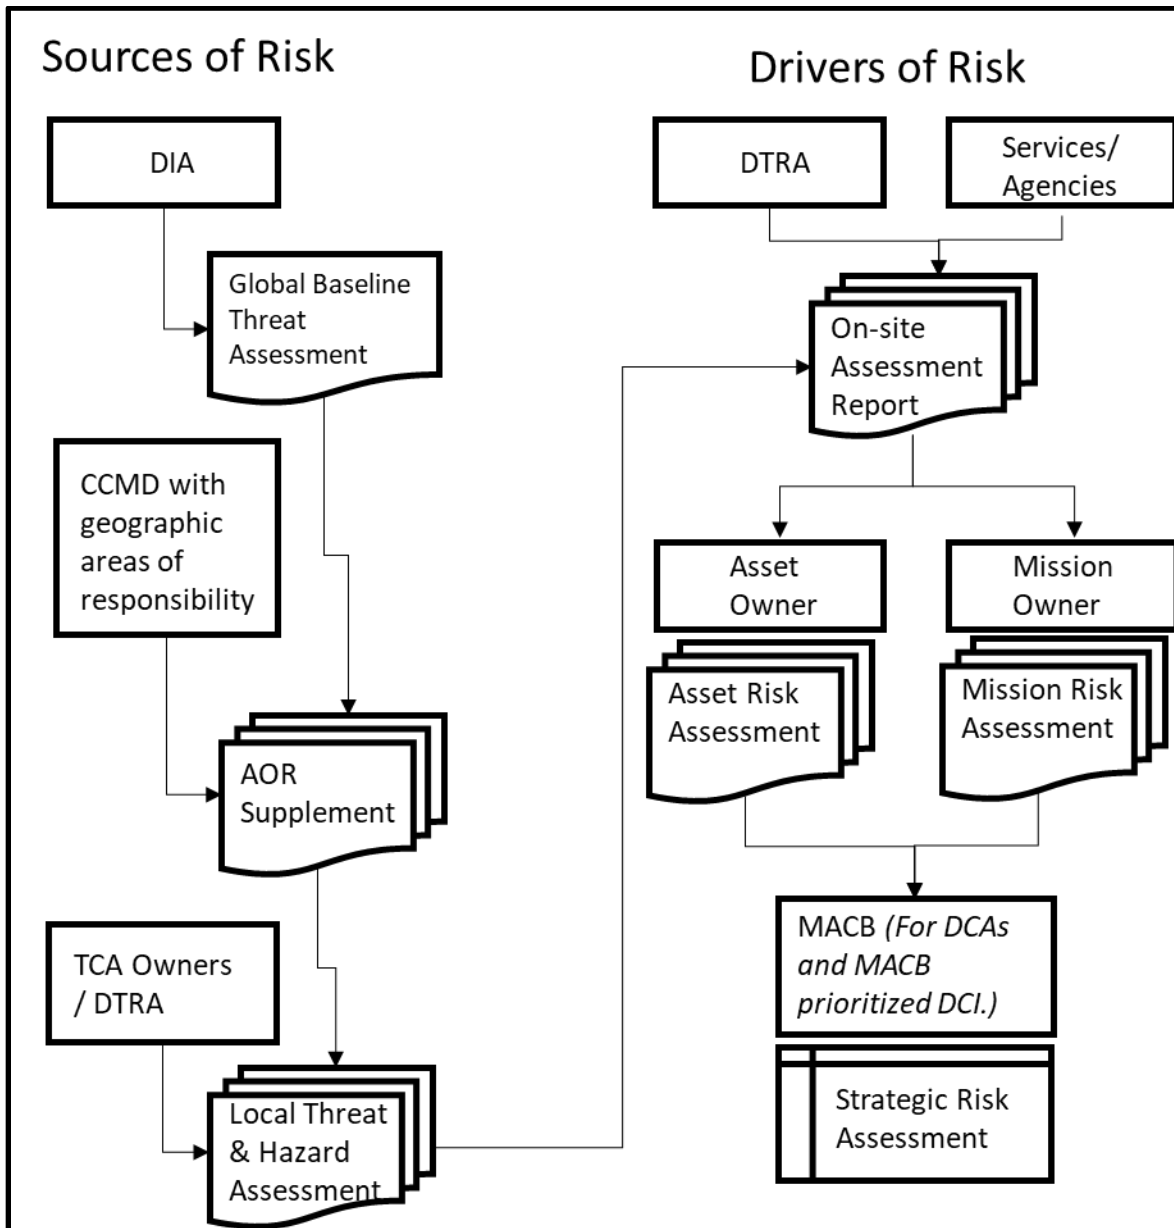 Sources of Risk
DIA
Global Baseline
Threat
Assessment
CCMD with
geographic
areas of
responsibility
AOR
Supplement
TCA Owners
/ DTRA
Local Threat
& Hazard
Assessment
Drivers of Risk
DTRA
Services/
Agencies
On-site
Assessment
Report
Asset
Owner
Mission
Owner
Asset Risk
Assessment
Mission Risk
Assessment
MACB (For DCAs
and MACB
prioritized DCI.)
Strategic Risk
Assessment